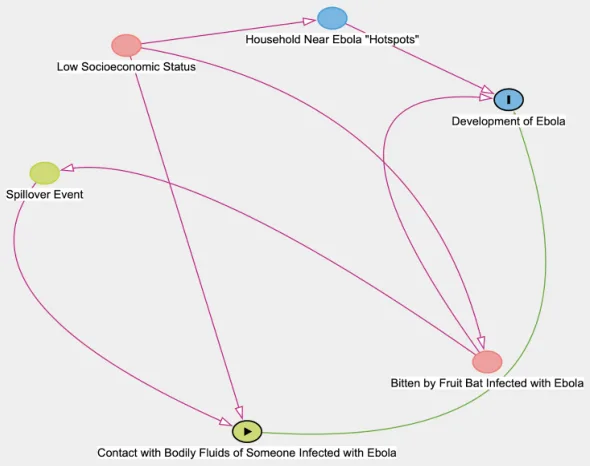 Household Near Ebola "Hotspots"
Low Socioeconomic Status
Development of Ebola
Spillover Event
Bitten by Fruit Bat Infected with Ebola
Contact with Bodily Fluids of Someone Infected with Ebola